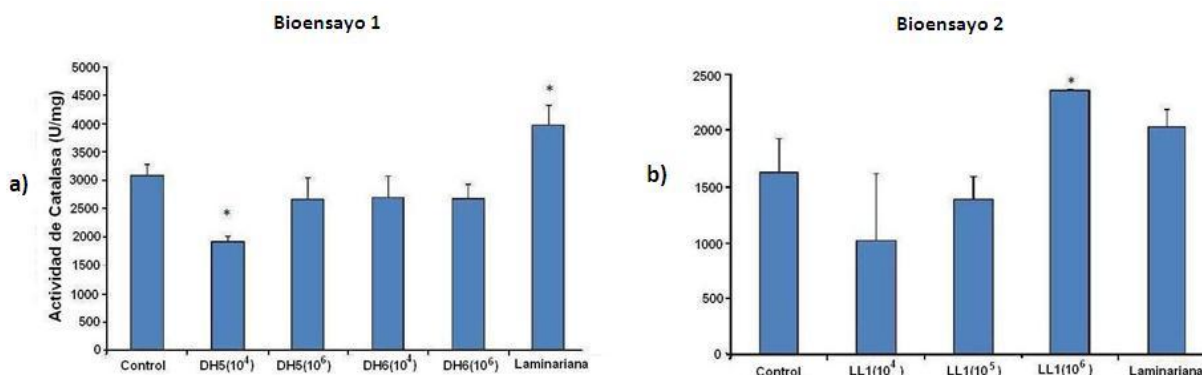 Bioensayo 1
a)
Actividad de Catalasa (U/mg)
5000
4500
4000
3500
3000
2500
2000
1500
1000
500
0
*
*
Control DH5(10⁴) DH5(10⁶) DH6(10⁴) DH6(10⁶) Laminariana
Bioensayo 2
b)
2500
2000
1500
1000
500
0
*
Control LL1(10⁴) LL1(10⁵) LL1(10⁶) Laminariana